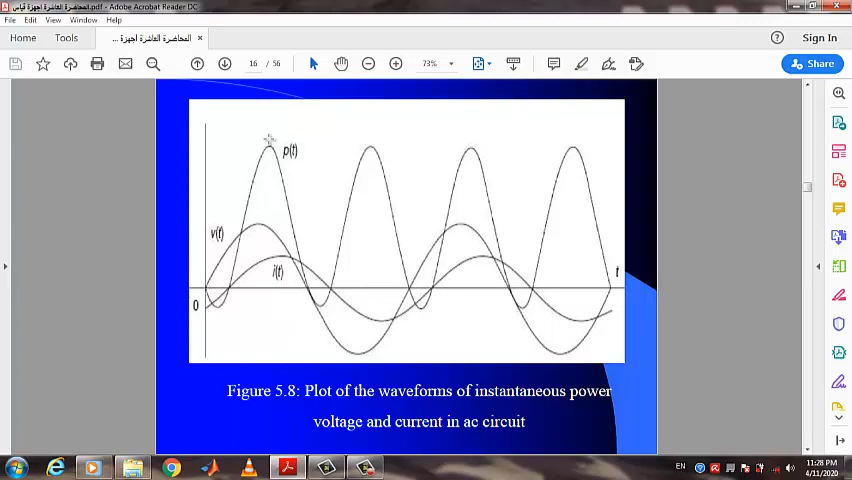 المحاضرة العاشرة اجهزة قياس.pdf - Adobe Acrobat Reader DC
File Edit View Window Help
Home Tools المحاضرة العاشرة اجهزة ... × Sign In
16 / 56 73% Share
p(t)
v(t)
i(t)
t
0
Figure 5.8: Plot of the waveforms of instantaneous power
voltage and current in ac circuit
EN 11:28 PM
4/11/2020